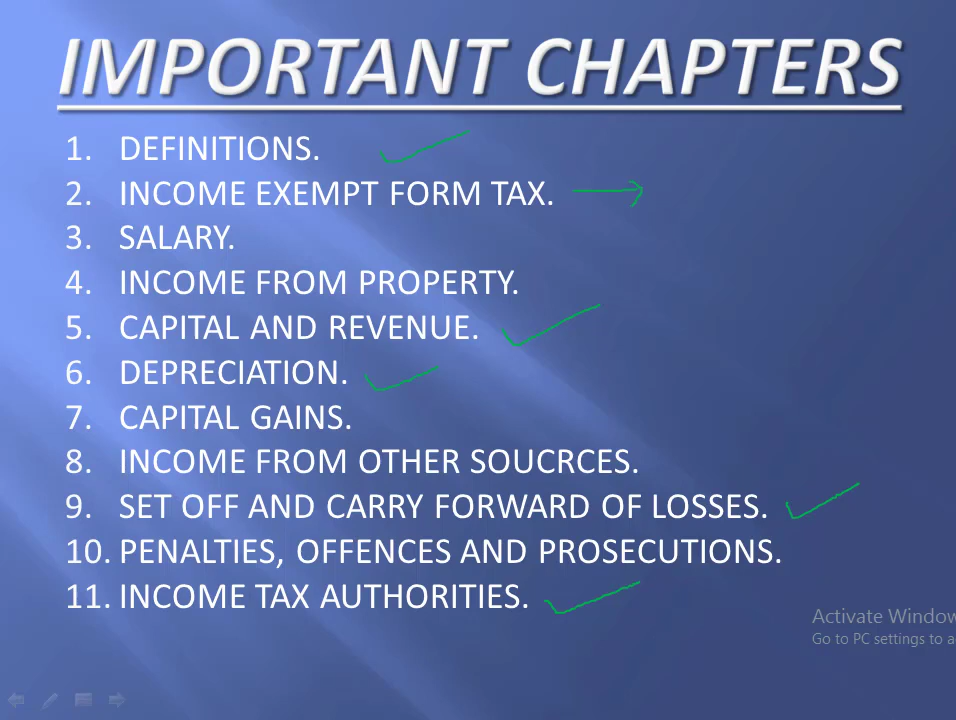 IMPORTANT CHAPTERS
1. DEFINITIONS.
2. INCOME EXEMPT FORM TAX.
3. SALARY.
4. INCOME FROM PROPERTY.
5. CAPITAL AND REVENUE.
6. DEPRECIATION.
7. CAPITAL GAINS.
8. INCOME FROM OTHER SOUCRCES.
9. SET OFF AND CARRY FORWARD OF LOSSES.
10. PENALTIES, OFFENCES AND PROSECUTIONS.
11. INCOME TAX AUTHORITIES.
Activate Window
Go to PC settings to a